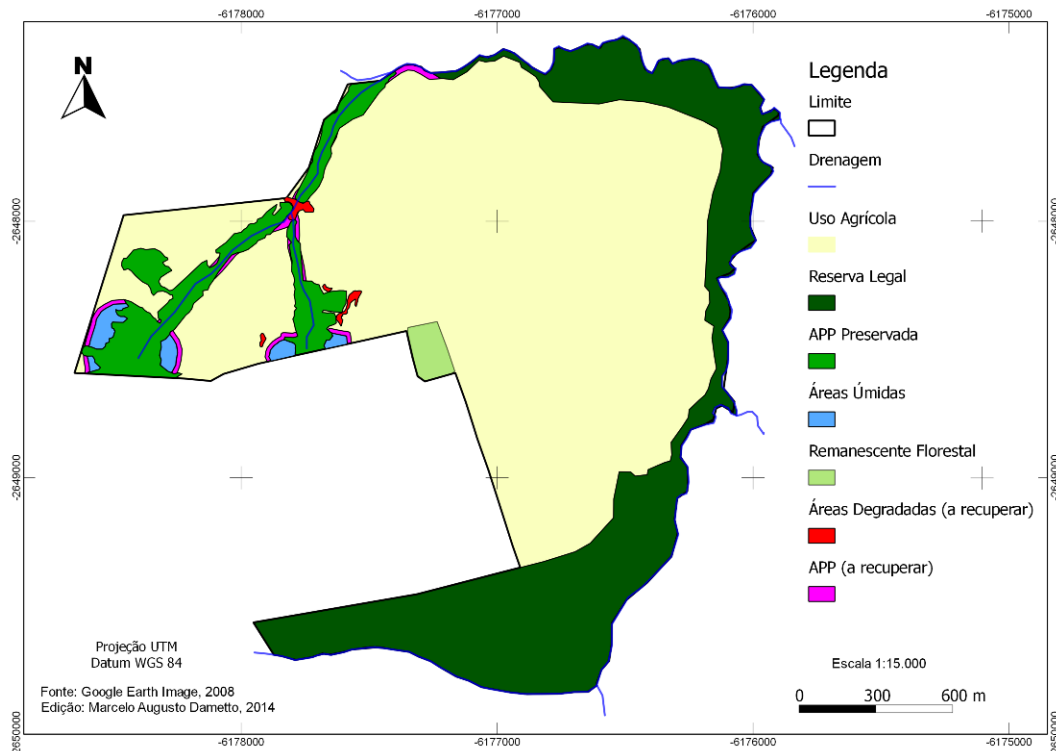 -6178000
-6177000
-6176000
-6175000
N
-2648000
-2648000
-2649000
-2649000
-2650000
-2650000
Legenda
Limite
Drenagem
Uso Agrícola
Reserva Legal
APP Preservada
Áreas Úmidas
Remanescente Florestal
Áreas Degradadas (a recuperar)
APP (a recuperar)
Projeção UTM
Datum WGS 84
Fonte: Google Earth Image, 2008
Edição: Marcelo Augusto Dametto, 2014
Escala 1:15.000
0 300 600 m
-6178000
-6177000
-6176000
-6175000